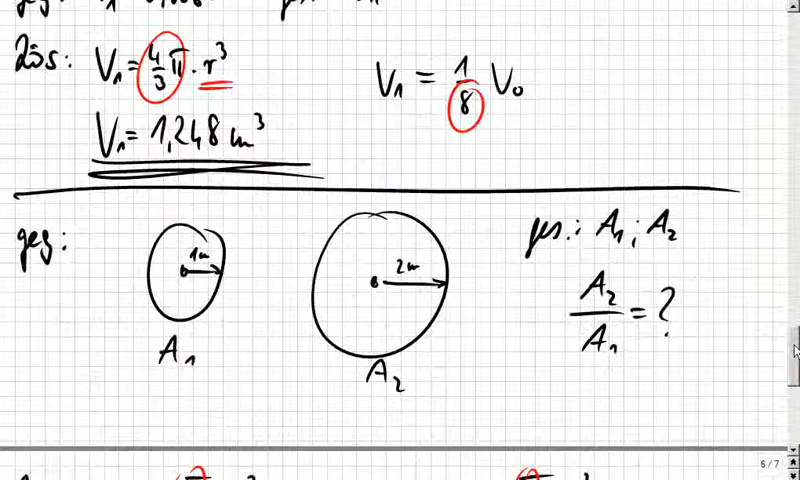 Lös: V₁ = 4/3 π · r³
V₁ = 1/8 V₀
V₁ = 1,248 m³
geg:
1m
A₁
2m
A₂
ges.: A₁; A₂
A₂/A₁ = ?
6/7